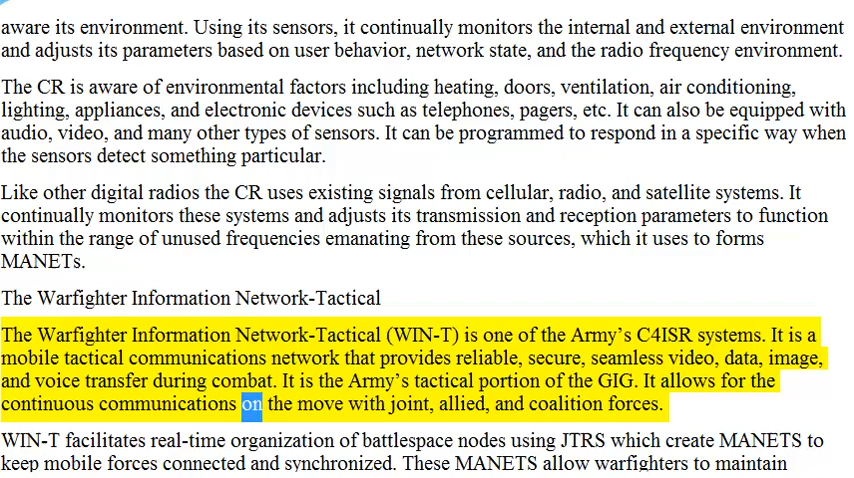 aware its environment. Using its sensors, it continually monitors the internal and external environment
and adjusts its parameters based on user behavior, network state, and the radio frequency environment.
The CR is aware of environmental factors including heating, doors, ventilation, air conditioning,
lighting, appliances, and electronic devices such as telephones, pagers, etc. It can also be equipped with
audio, video, and many other types of sensors. It can be programmed to respond in a specific way when
the sensors detect something particular.
Like other digital radios the CR uses existing signals from cellular, radio, and satellite systems. It
continually monitors these systems and adjusts its transmission and reception parameters to function
within the range of unused frequencies emanating from these sources, which it uses to forms
MANETs.
The Warfighter Information Network-Tactical
The Warfighter Information Network-Tactical (WIN-T) is one of the Army’s C4ISR systems. It is a
mobile tactical communications network that provides reliable, secure, seamless video, data, image,
and voice transfer during combat. It is the Army’s tactical portion of the GIG. It allows for the
continuous communications on the move with joint, allied, and coalition forces.
WIN-T facilitates real-time organization of battlespace nodes using JTRS which create MANETS to
keep mobile forces connected and synchronized. These MANETS allow warfighters to maintain